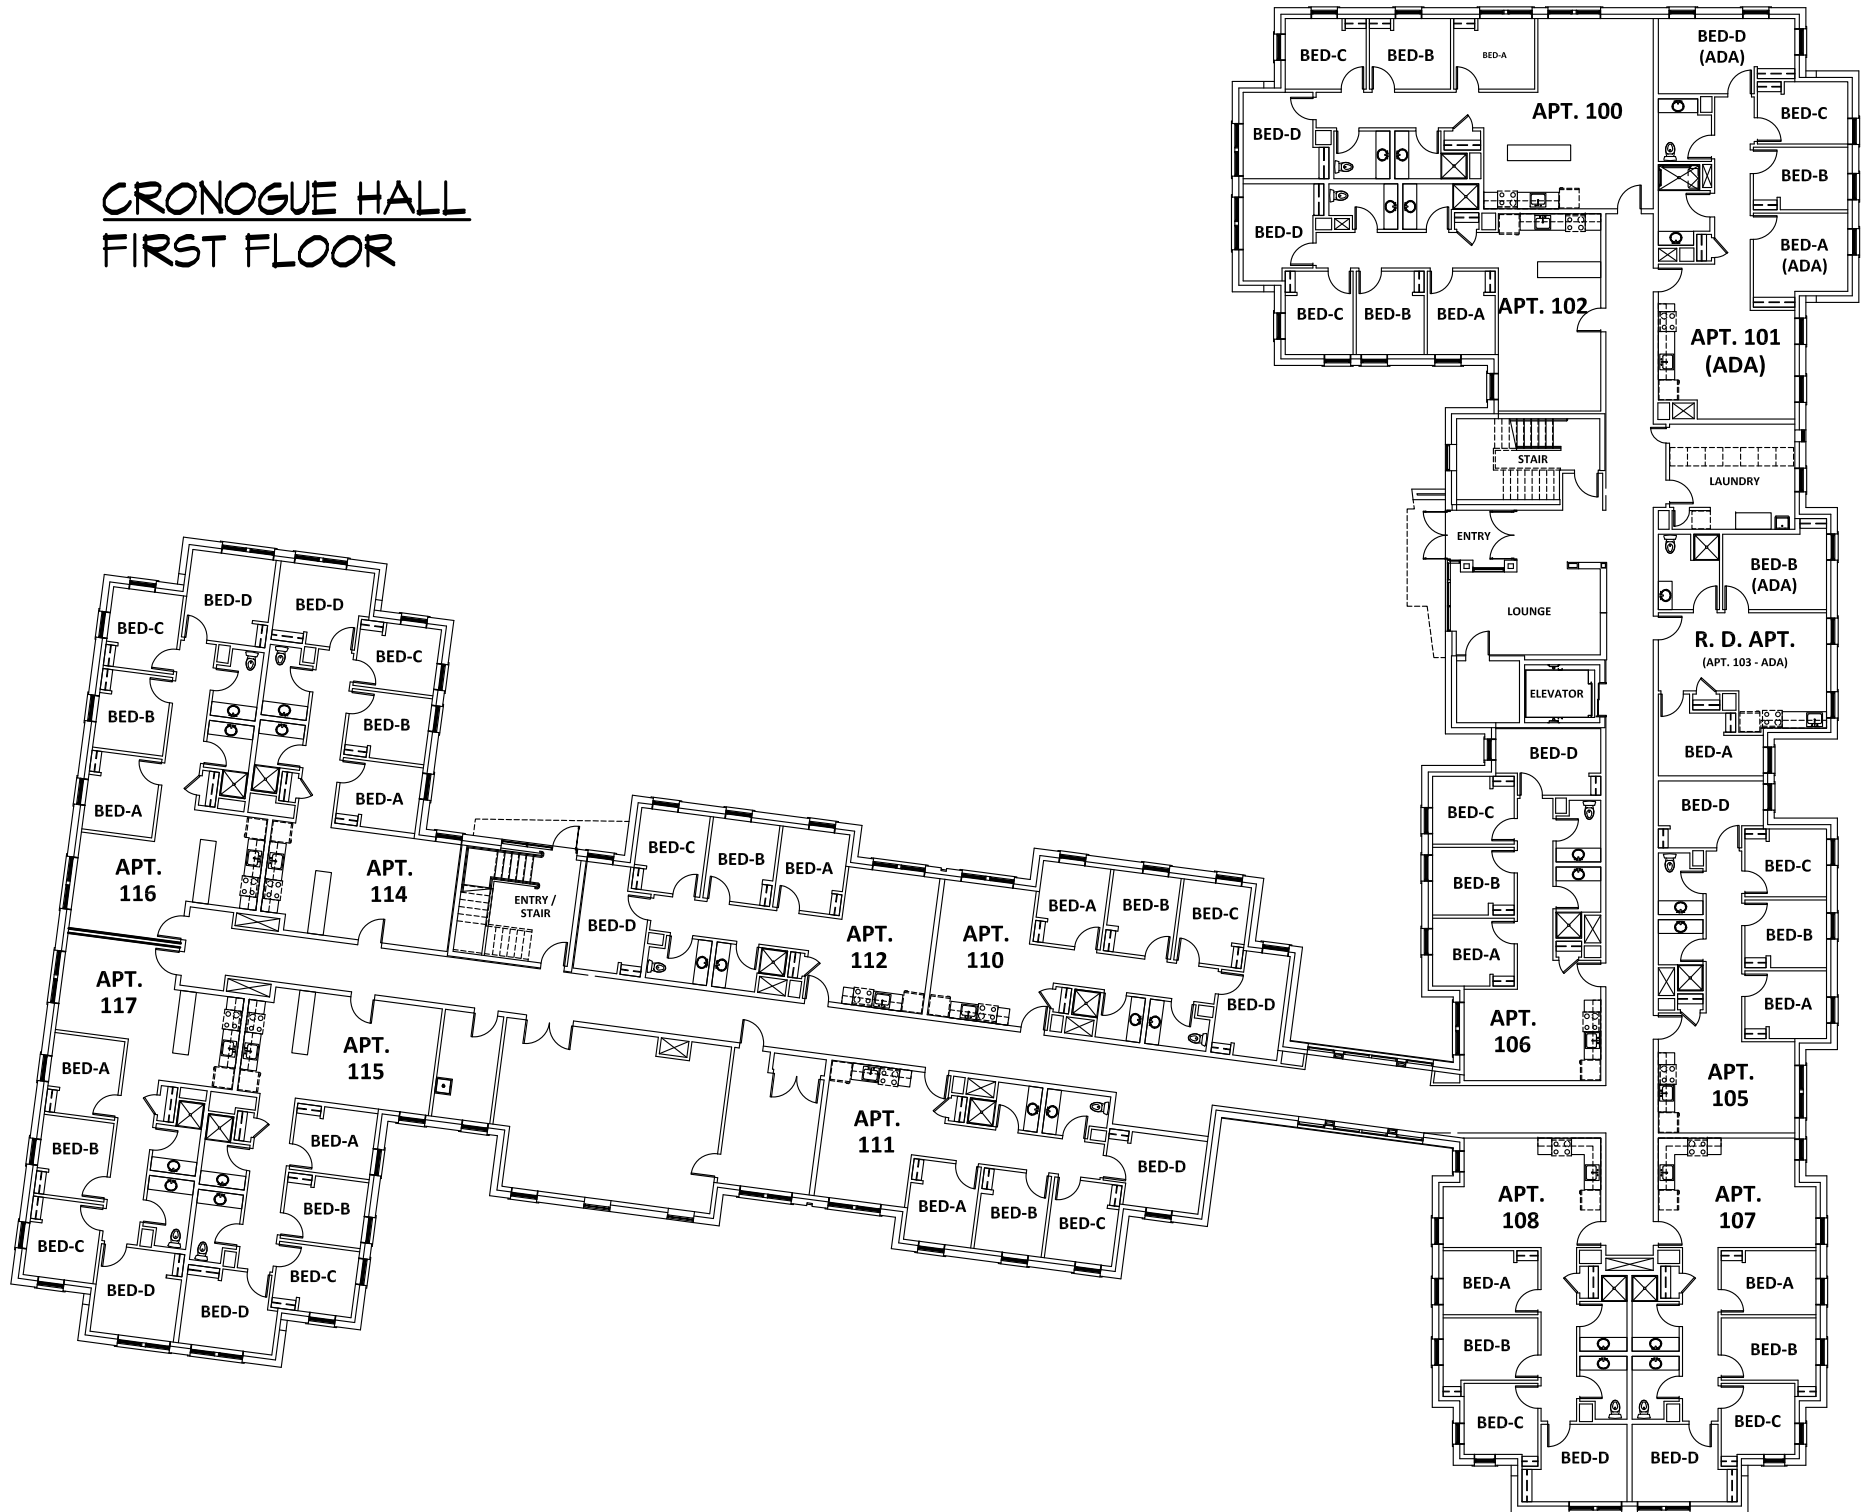 CRONOGUE HALL
FIRST FLOOR
BED-C
BED-B
BED-A
BED-D
(ADA)
APT. 100
BED-C
BED-D
BED-B
BED-D
BED-A
(ADA)
BED-C
BED-B
BED-A
APT. 102
APT. 101
(ADA)
STAIR
LAUNDRY
ENTRY
BED-B
(ADA)
LOUNGE
R. D. APT.
(APT. 103 - ADA)
ELEVATOR
BED-D
BED-A
BED-C
BED-D
BED-B
BED-C
BED-A
BED-B
APT.
106
BED-A
APT.
105
APT.
108
APT.
107
BED-A
BED-A
BED-B
BED-B
BED-C
BED-C
BED-D
BED-D
BED-D
BED-D
BED-C
BED-C
BED-B
BED-B
BED-A
BED-A
APT.
116
APT.
114
ENTRY /
STAIR
BED-C
BED-B
BED-A
BED-D
APT.
112
APT.
110
BED-A
BED-B
BED-C
BED-D
APT.
117
APT.
115
APT.
111
BED-A
BED-A
BED-B
BED-B
BED-C
BED-C
BED-D
BED-D
BED-D
BED-A
BED-B
BED-C